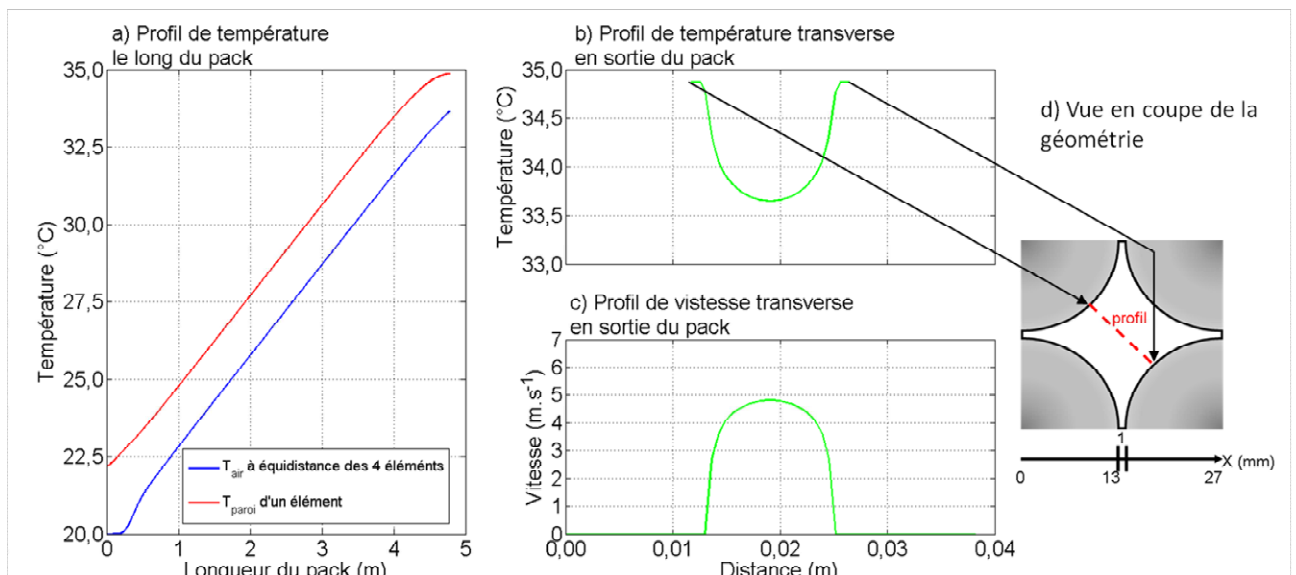 a) Profil de température
le long du pack
35,0
32,5
30,0
27,5
25,0
22,5
20,0
Température (°C)
T_air à équidistance des 4 éléménts
T_paroi d'un élément
0 1 2 3 4 5
Longueur du pack (m)
b) Profil de température transverse
en sortie du pack
35,0
34,5
34,0
33,5
33,0
Température (°C)
c) Profil de vistesse transverse
en sortie du pack
7
6
5
4
3
2
1
0
Vitesse (m.s-1)
0,00 0,01 0,02 0,03 0,04
Distance (m)
d) Vue en coupe de la
géométrie
profil
1
X (mm)
0 13 27